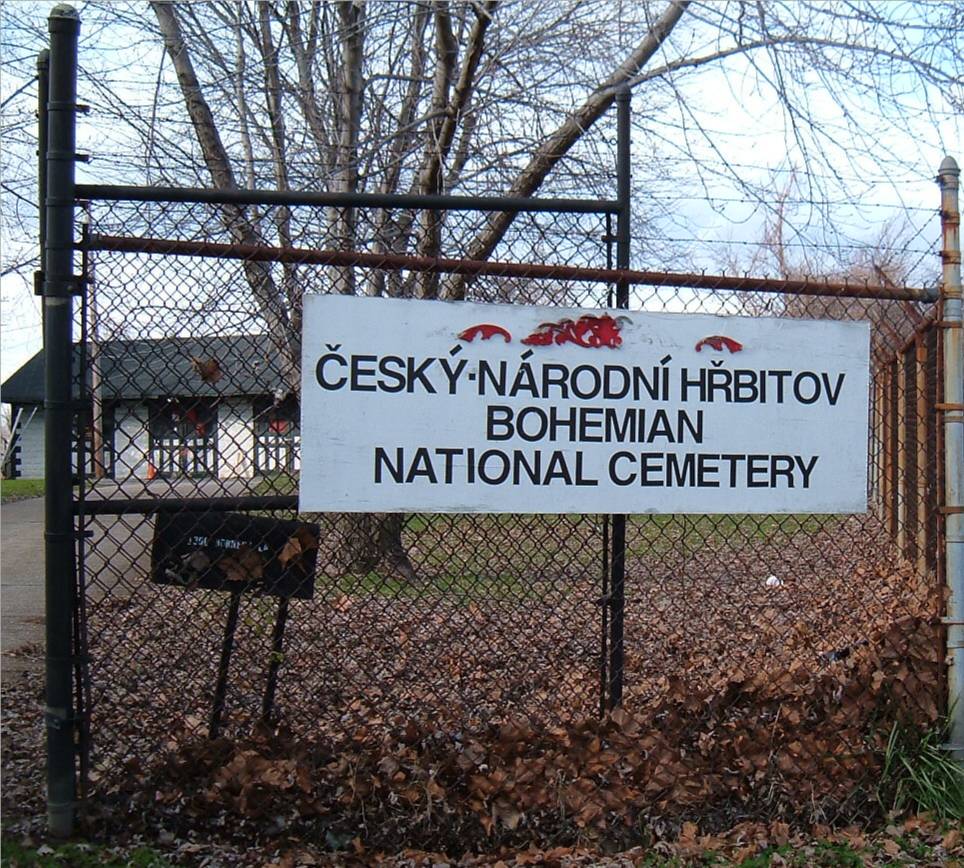 ČESKÝ·NÁRODNÍ HŘBITOV
BOHEMIAN
NATIONAL CEMETERY